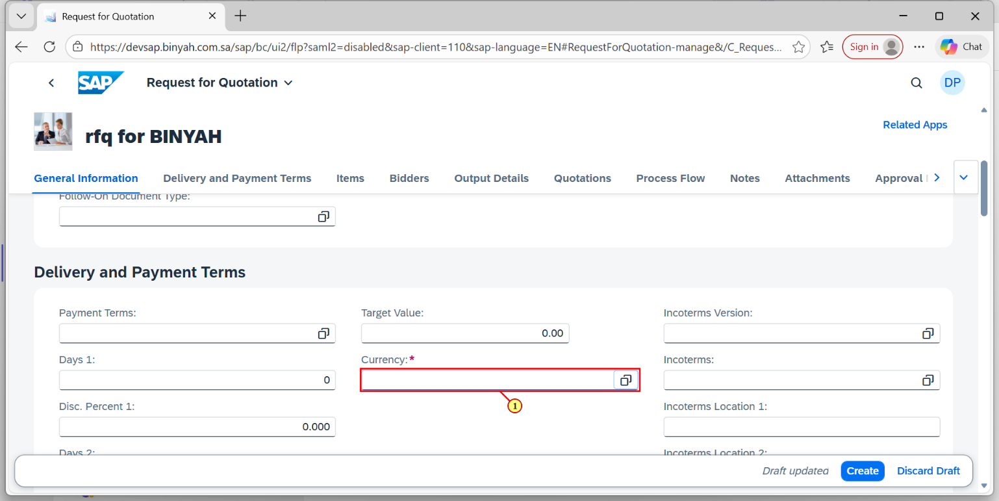 Request for Quotation
https://devsap.binyah.com.sa/sap/bc/ui2/flp?saml2=disabled&sap-client=110&sap-language=EN#RequestForQuotation-manage&/C_Reques...
Sign in
Chat
SAP
Request for Quotation
DP
rfq for BINYAH
Related Apps
General Information Delivery and Payment Terms Items Bidders Output Details Quotations Process Flow Notes Attachments Approval
Follow-On Document Type:
Delivery and Payment Terms
Payment Terms: Target Value: Incoterms Version:
0.00
Days 1: Currency:* Incoterms:
0
1
Disc. Percent 1: Incoterms Location 1:
0.000
Days 2: Incoterms Location 2:
Draft updated Create Discard Draft